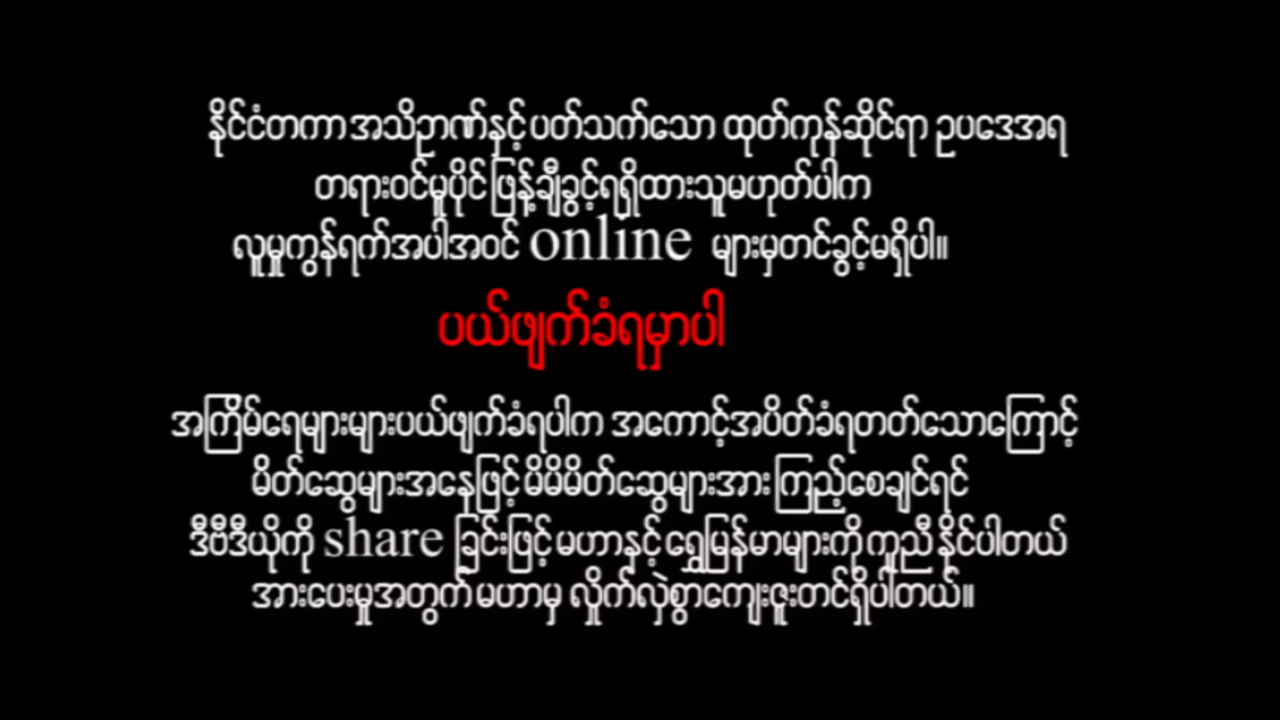 နိုင်ငံတကာ အသိဉာဏ်နှင့် ပတ်သက်သော ထုတ်ကုန်ဆိုင်ရာ ဥပဒေအရ
တရားဝင်မူပိုင် ဖြန့်ချီခွင့်ရရှိထားသူမဟုတ်ပါက
လူမှုကွန်ရက်အပါအဝင် online များမှတင်ခွင့်မရှိပါ။
ပယ်ဖျက်ခံရမှာပါ
အကြိမ်ရေများများပယ်ဖျက်ခံရပါက အကောင့်အပိတ်ခံရတတ်သောကြောင့်
မိတ်ဆွေများအနေဖြင့် မိမိမိတ်ဆွေများအား ကြည့်စေချင်ရင်
ဒီဗီဒီယိုကို share ခြင်းဖြင့် မဟာနှင့် ရွှေမြန်မာများကို ကူညီ နိုင်ပါတယ်
အားပေးမှုအတွက် မဟာမှ လှိုက်လှဲစွာကျေးဇူးတင်ရှိပါတယ်။